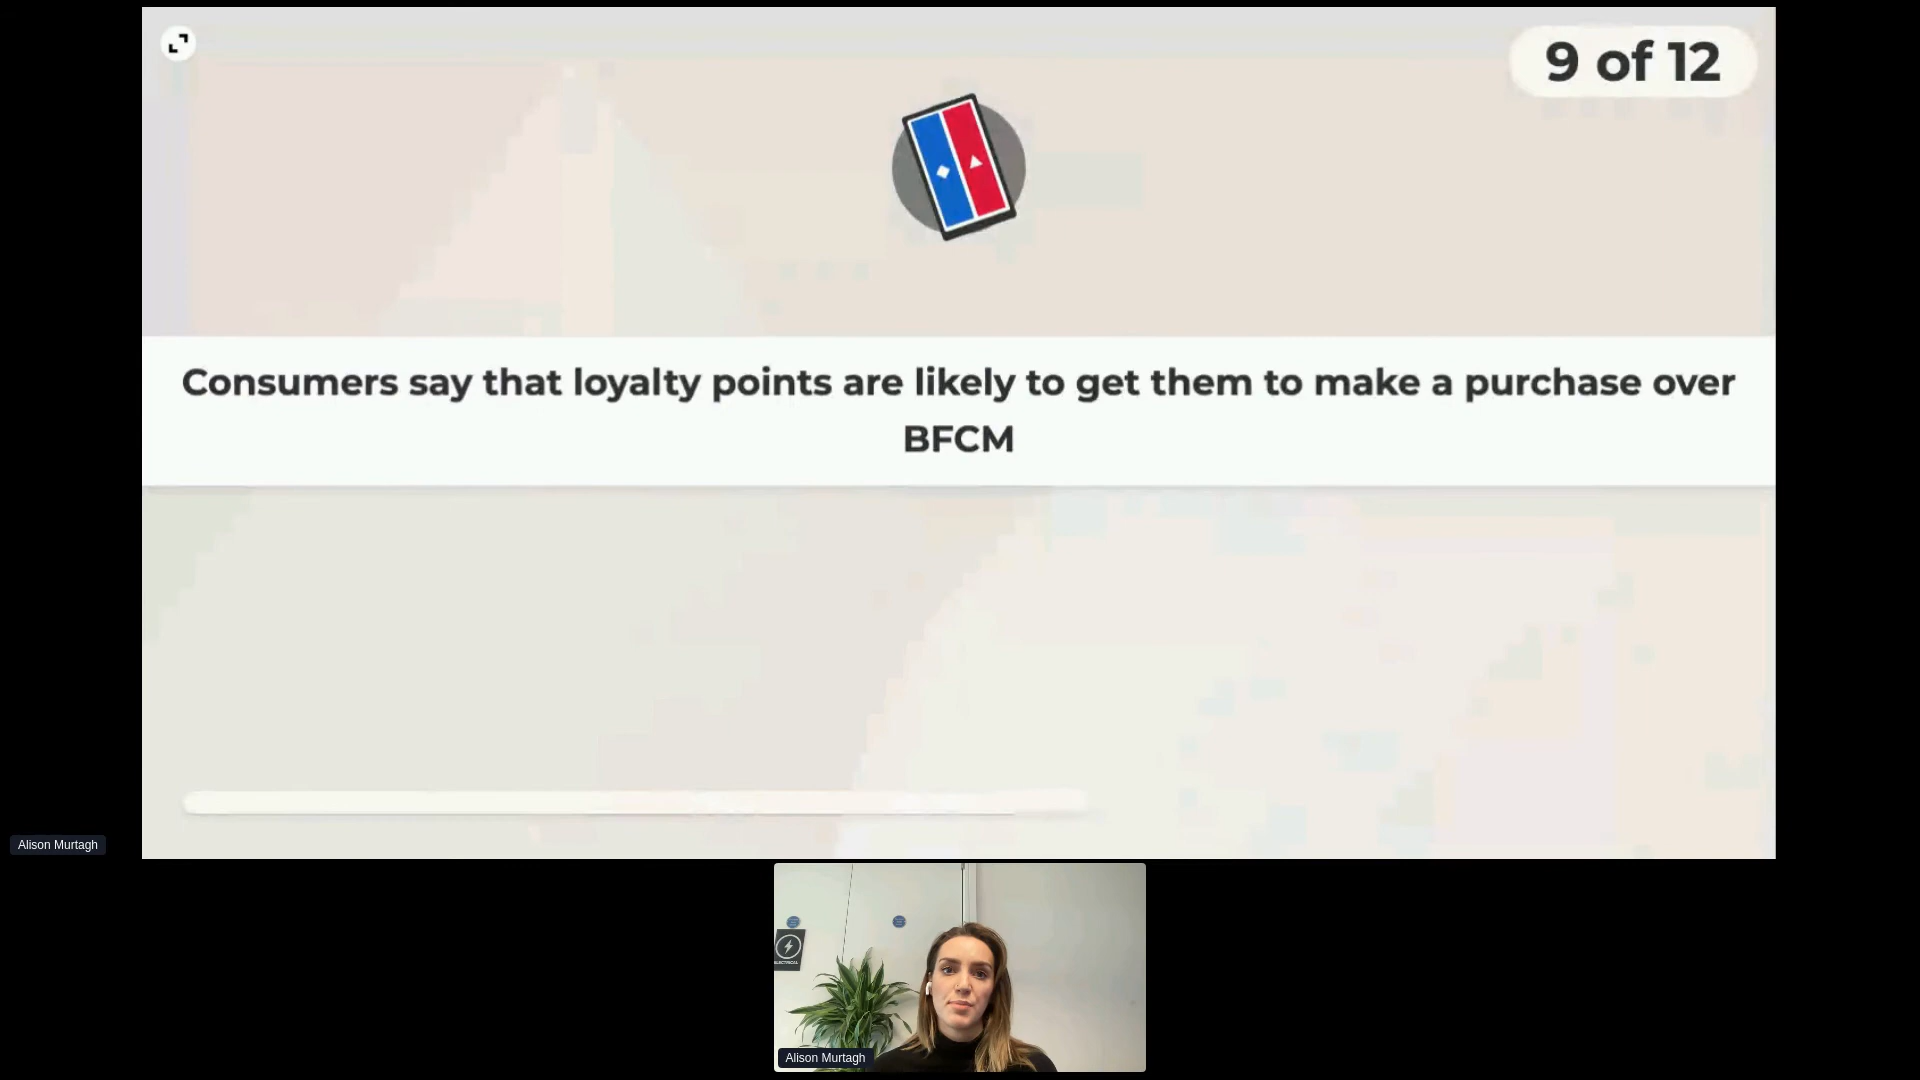 9 of 12
Consumers say that loyalty points are likely to get them to make a purchase over
BFCM
Alison Murtagh
ELECTRICAL
Alison Murtagh